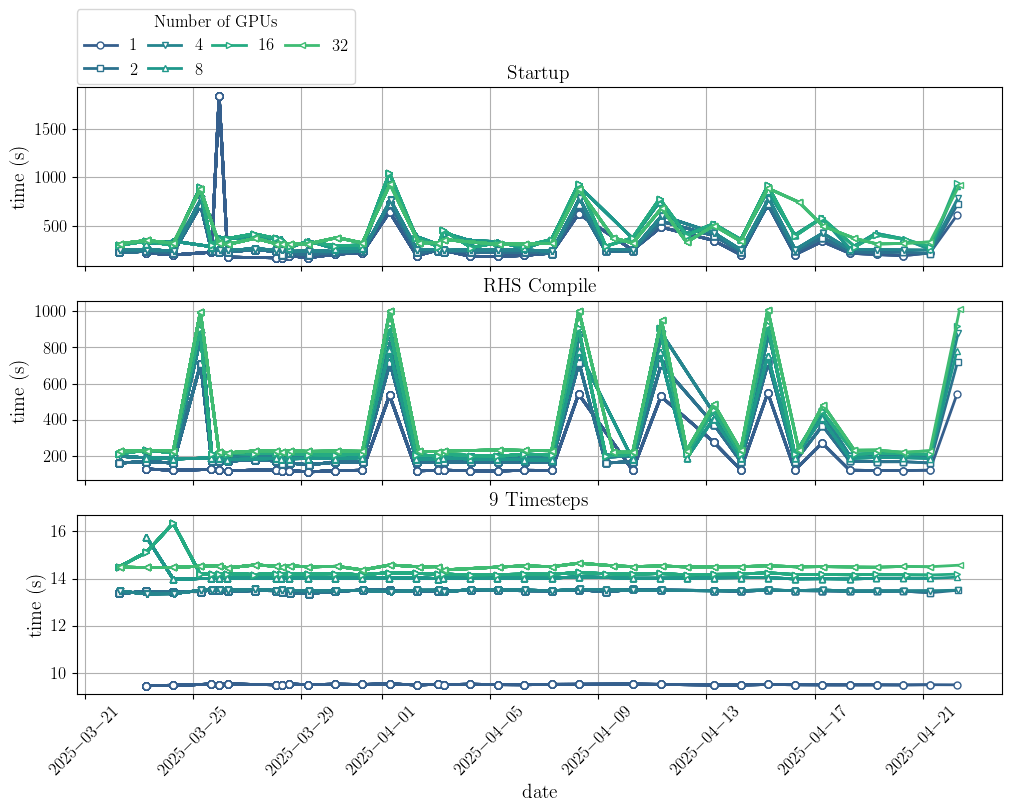 Number of GPUs
1 4 16 32
2 8
Startup
time (s)
1500
1000
500
RHS Compile
time (s)
1000
800
600
400
200
9 Timesteps
time (s)
16
14
12
10
2025−03−21 2025−03−25 2025−03−29 2025−04−01 2025−04−05 2025−04−09 2025−04−13 2025−04−17 2025−04−21
date